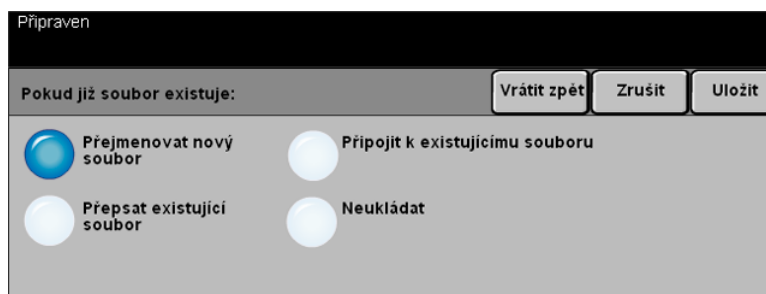 Připraven
Pokud již soubor existuje:
Vrátit zpět
Zrušit
Uložit
Přejmenovat nový
soubor
Připojit k existujícímu souboru
Přepsat existující
soubor
Neukládat